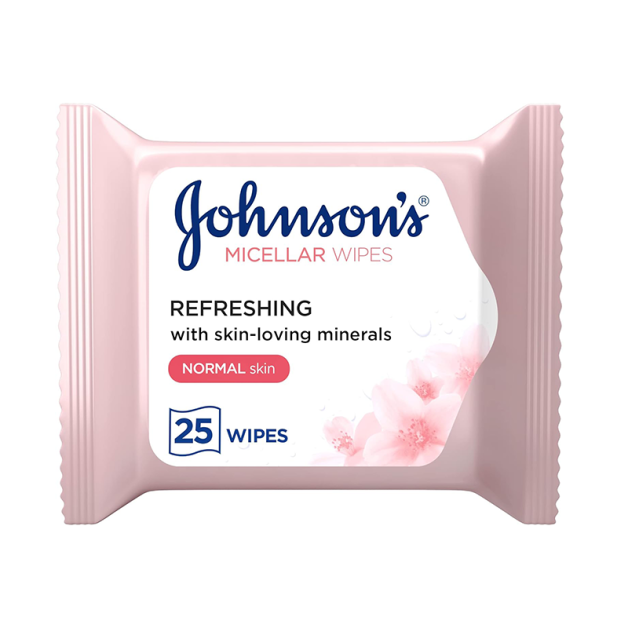 Johnson's®
MICELLAR WIPES
REFRESHING
with skin-loving minerals
NORMAL skin
25 WIPES